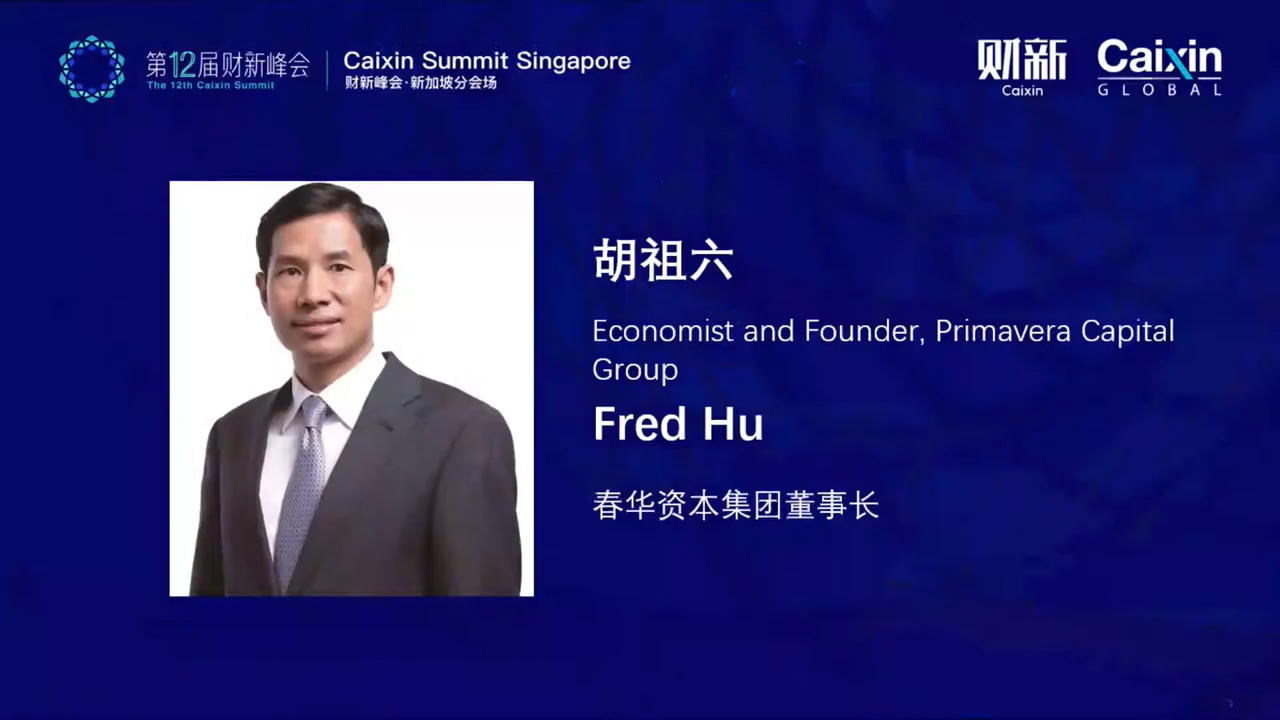 第12届财新峰会
The 12th Caixin Summit
Caixin Summit Singapore
财新峰会·新加坡分会场
财新
Caixin
Caixin
GLOBAL
胡祖六
Economist and Founder, Primavera Capital
Group
Fred Hu
春华资本集团董事长